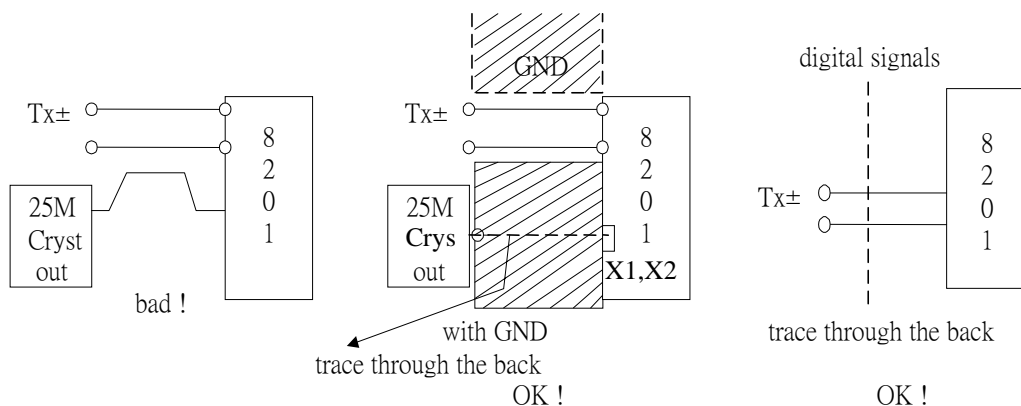 Tx±
8
2
0
1
25M
Cryst
out
bad !
GND
Tx±
8
2
0
1
25M
Crys
out
X1,X2
with GND
trace through the back
OK !
digital signals
Tx±
8
2
0
1
trace through the back
OK !